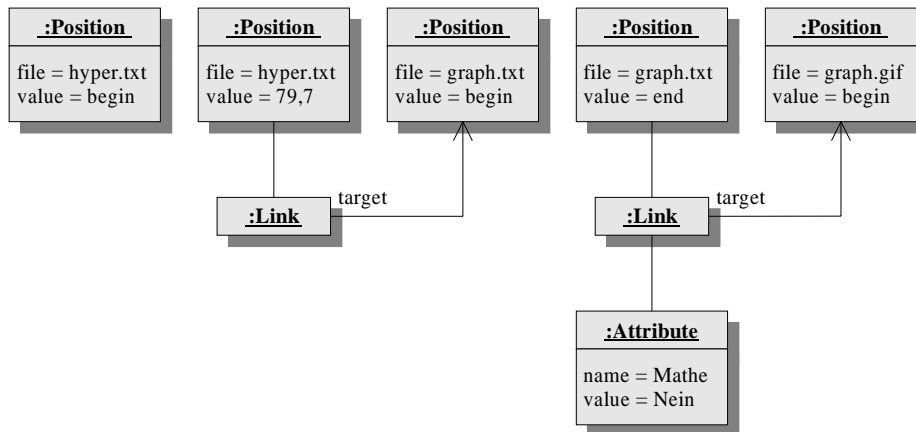 :Position
file = hyper.txt
value = begin
:Position
file = hyper.txt
value = 79,7
:Position
file = graph.txt
value = begin
:Position
file = graph.txt
value = end
:Position
file = graph.gif
value = begin
:Link
target
:Link
target
:Attribute
name = Mathe
value = Nein